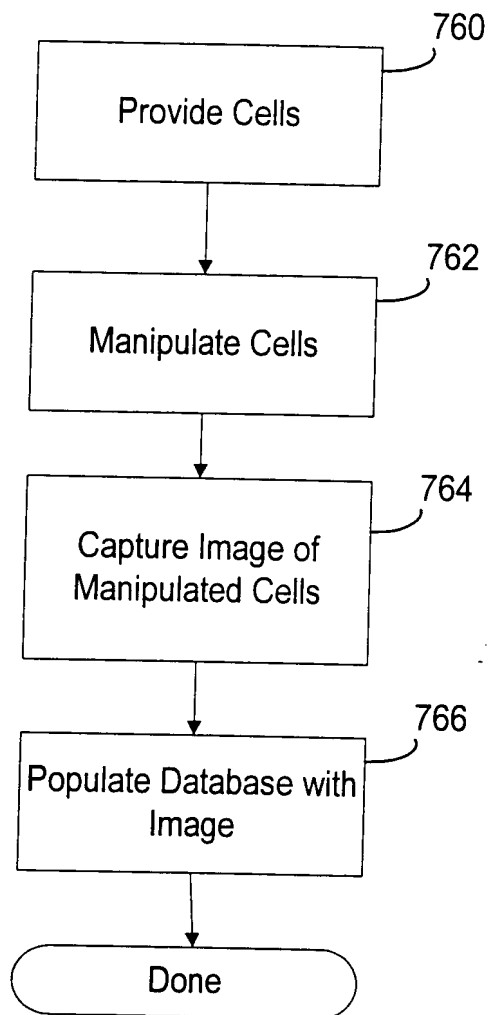 760
Provide Cells
762
Manipulate Cells
764
Capture Image of
Manipulated Cells
766
Populate Database with
Image
Done